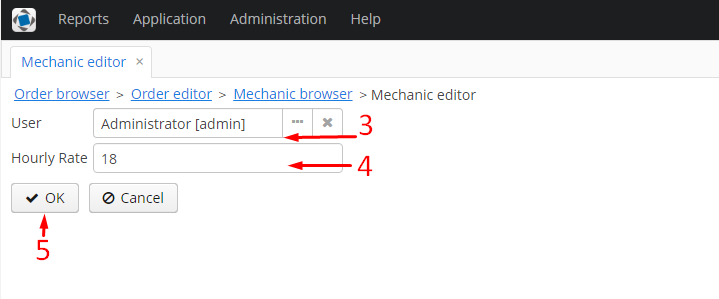 Reports Application Administration Help
Mechanic editor ×
Order browser > Order editor > Mechanic browser > Mechanic editor
User Administrator [admin] ... ✖ 3
Hourly Rate 18 4
✔ OK ⊘ Cancel
5